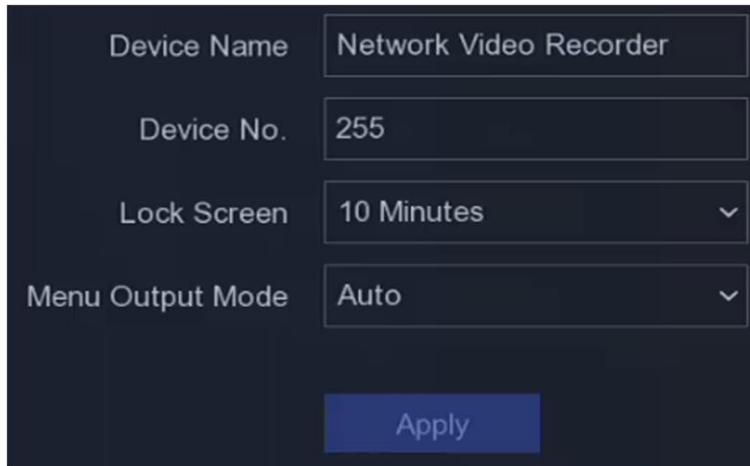 Device Name Network Video Recorder
Device No. 255
Lock Screen 10 Minutes
Menu Output Mode Auto
Apply